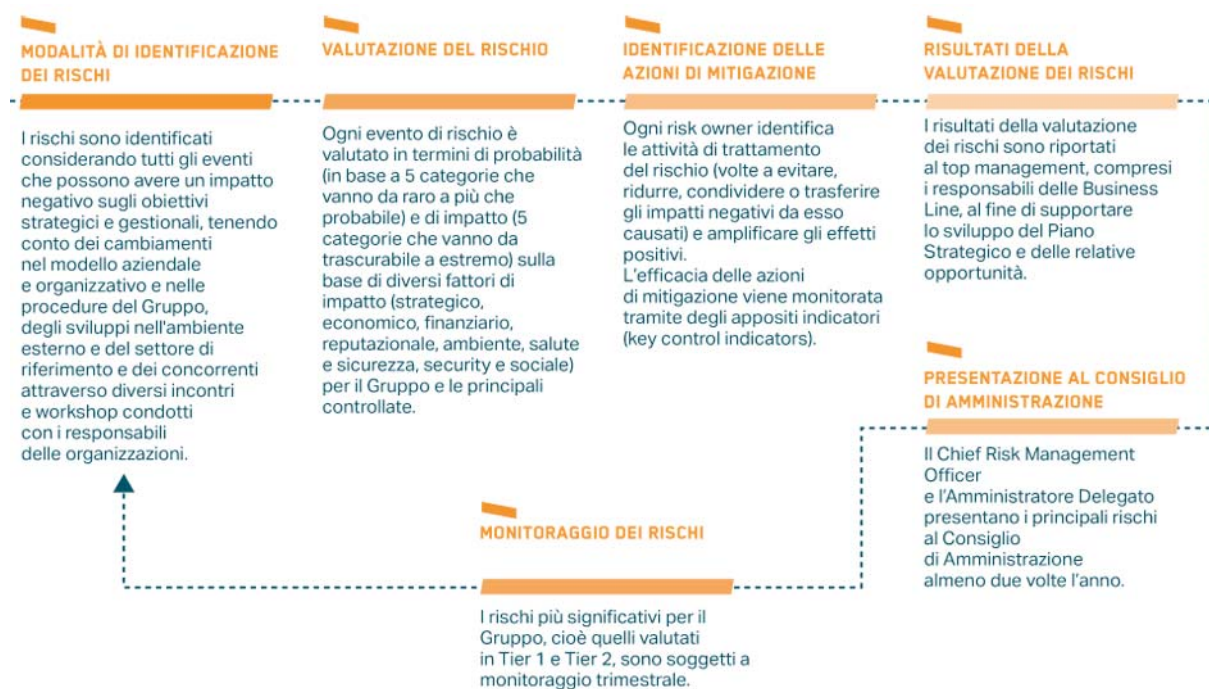 MODALITÀ DI IDENTIFICAZIONE
DEI RISCHI
I rischi sono identificati
considerando tutti gli eventi
che possono avere un impatto
negativo sugli obiettivi
strategici e gestionali, tenendo
conto dei cambiamenti
nel modello aziendale
e organizzativo e nelle
procedure del Gruppo,
degli sviluppi nell'ambiente
esterno e del settore di
riferimento e dei concorrenti
attraverso diversi incontri
e workshop condotti
con i responsabili
delle organizzazioni.
VALUTAZIONE DEL RISCHIO
Ogni evento di rischio è
valutato in termini di probabilità
(in base a 5 categorie che
vanno da raro a più che
probabile) e di impatto (5
categorie che vanno da
trascurabile a estremo) sulla
base di diversi fattori di
impatto (strategico,
economico, finanziario,
reputazionale, ambiente, salute
e sicurezza, security e sociale)
per il Gruppo e le principali
controllate.
IDENTIFICAZIONE DELLE
AZIONI DI MITIGAZIONE
Ogni risk owner identifica
le attività di trattamento
del rischio (volte a evitare,
ridurre, condividere o trasferire
gli impatti negativi da esso
causati) e amplificare gli effetti
positivi.
L'efficacia delle azioni
di mitigazione viene monitorata
tramite degli appositi indicatori
(key control indicators).
RISULTATI DELLA
VALUTAZIONE DEI RISCHI
I risultati della valutazione
dei rischi sono riportati
al top management, compresi
i responsabili delle Business
Line, al fine di supportare
lo sviluppo del Piano
Strategico e delle relative
opportunità.
PRESENTAZIONE AL CONSIGLIO
DI AMMINISTRAZIONE
Il Chief Risk Management
Officer
e l'Amministratore Delegato
presentano i principali rischi
al Consiglio
di Amministrazione
almeno due volte l'anno.
MONITORAGGIO DEI RISCHI
I rischi più significativi per il
Gruppo, cioè quelli valutati
in Tier 1 e Tier 2, sono soggetti a
monitoraggio trimestrale.